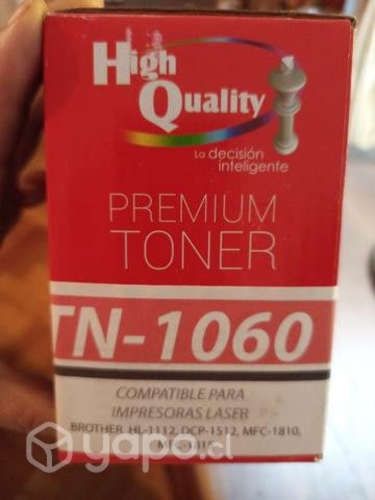 High
Quality
La decisión
inteligente
PREMIUM
TONER
TN-1060
COMPATIBLE PARA
IMPRESORAS LASER
BROTHER HL-1112, DCP-1512, MFC-1810,
yapo.cl